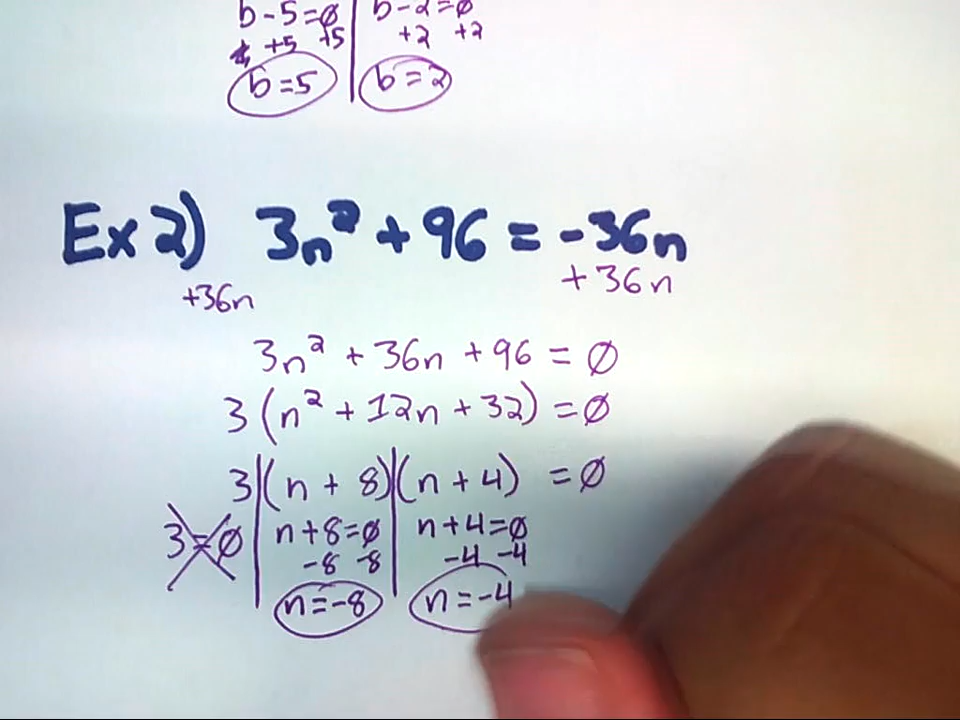 b-5=∅ | b-2=∅
+5 +5 | +2 +2
b=5 | b=2
Ex 2) 3n² + 96 = -36n
+36n +36n
3n² + 36n + 96 = ∅
3(n² + 12n + 32) = ∅
3|(n + 8)|(n + 4) = ∅
3=∅ | n+8=∅ | n+4=∅
-8 -8 | -4 -4
n=-8 | n=-4